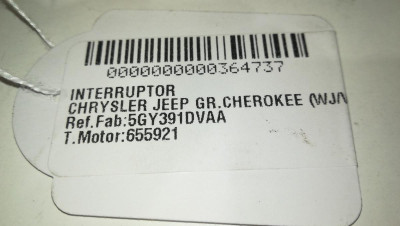 0000000000364737
INTERRUPTOR
CHRYSLER JEEP GR.CHEROKEE (WJ/
Ref.Fab:5GY391DVAA
T.Motor:655921